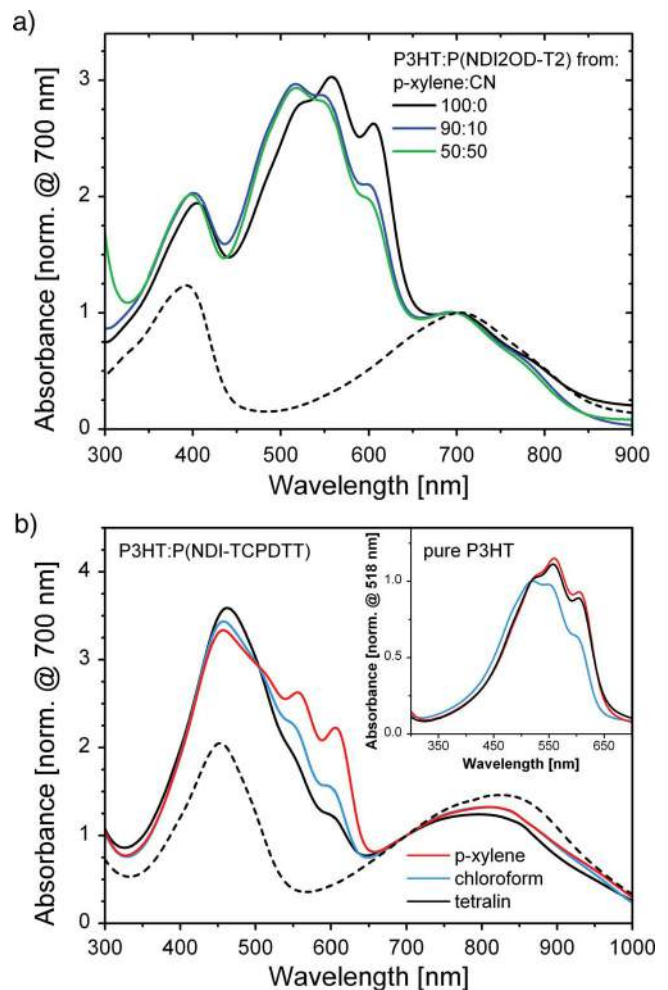 a)
Absorbance [norm. @ 700 nm]
3
2
1
0
P3HT:P(NDI2OD-T2) from:
p-xylene:CN
100:0
90:10
50:50
300 400 500 600 700 800 900
Wavelength [nm]
b)
Absorbance [norm. @ 700 nm]
4
3
2
1
0
P3HT:P(NDI-TCPDTT)
pure P3HT
Absorbance [norm. @ 518 nm]
1.0
0.5
0.0
350 450 550 650
Wavelength [nm]
p-xylene
chloroform
tetralin
300 400 500 600 700 800 900 1000
Wavelength [nm]